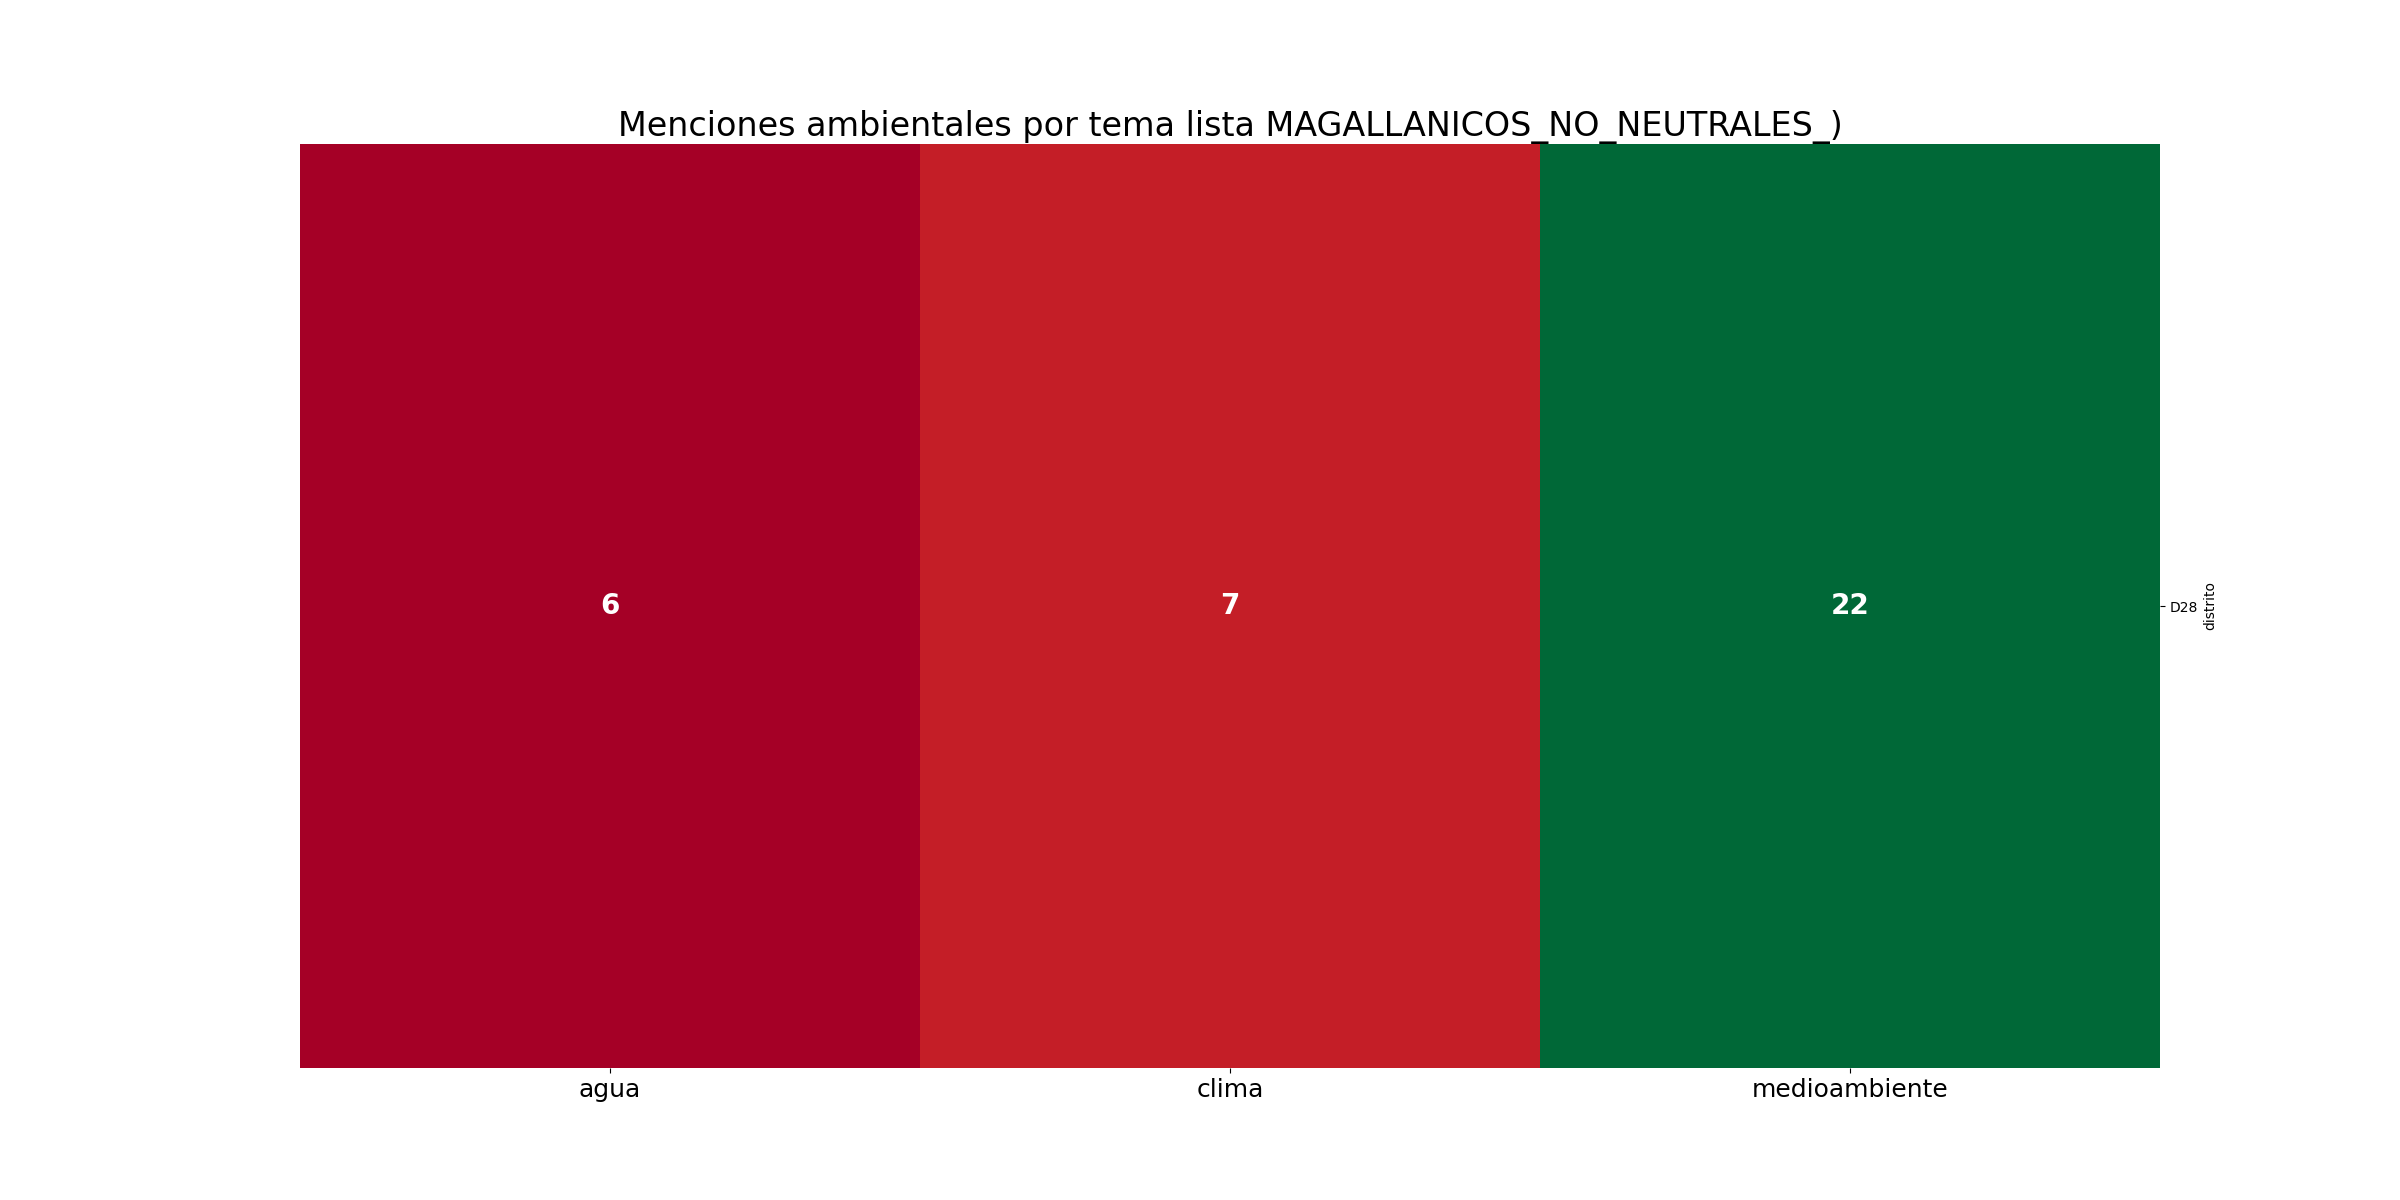 Menciones ambientales por tema lista MAGALLANICOS_NO_NEUTRALES_)
6
7
22
D28
distrito
agua
clima
medioambiente